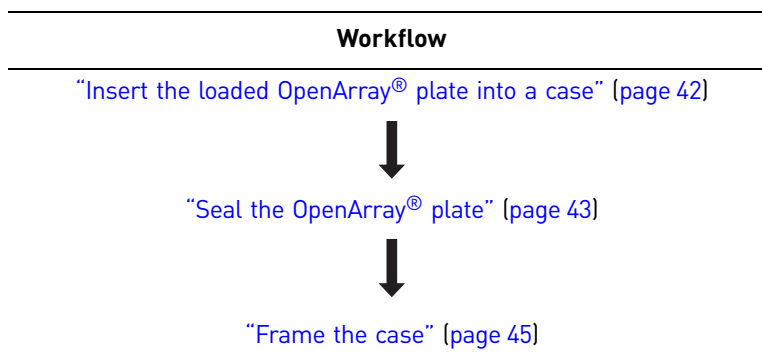 Workflow
“Insert the loaded OpenArray® plate into a case” (page 42)
“Seal the OpenArray® plate” (page 43)
“Frame the case” (page 45)